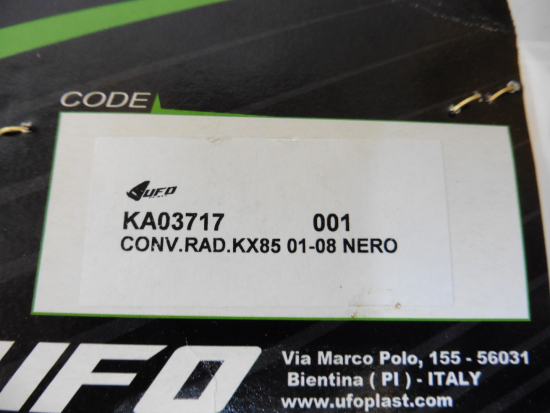 CODE
UFO
KA03717 001
CONV.RAD.KX85 01-08 NERO
UFO
Via Marco Polo, 155 - 56031
Bientina ( PI ) - ITALY
www.ufoplast.com